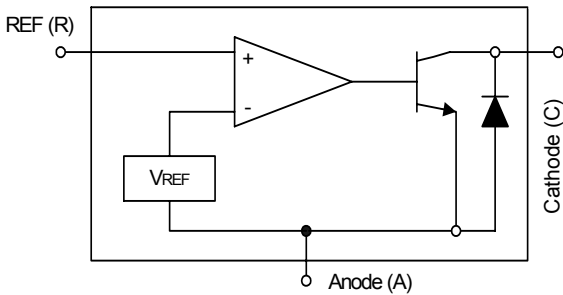 REF (R)
+
-
VREF
Cathode (C)
Anode (A)